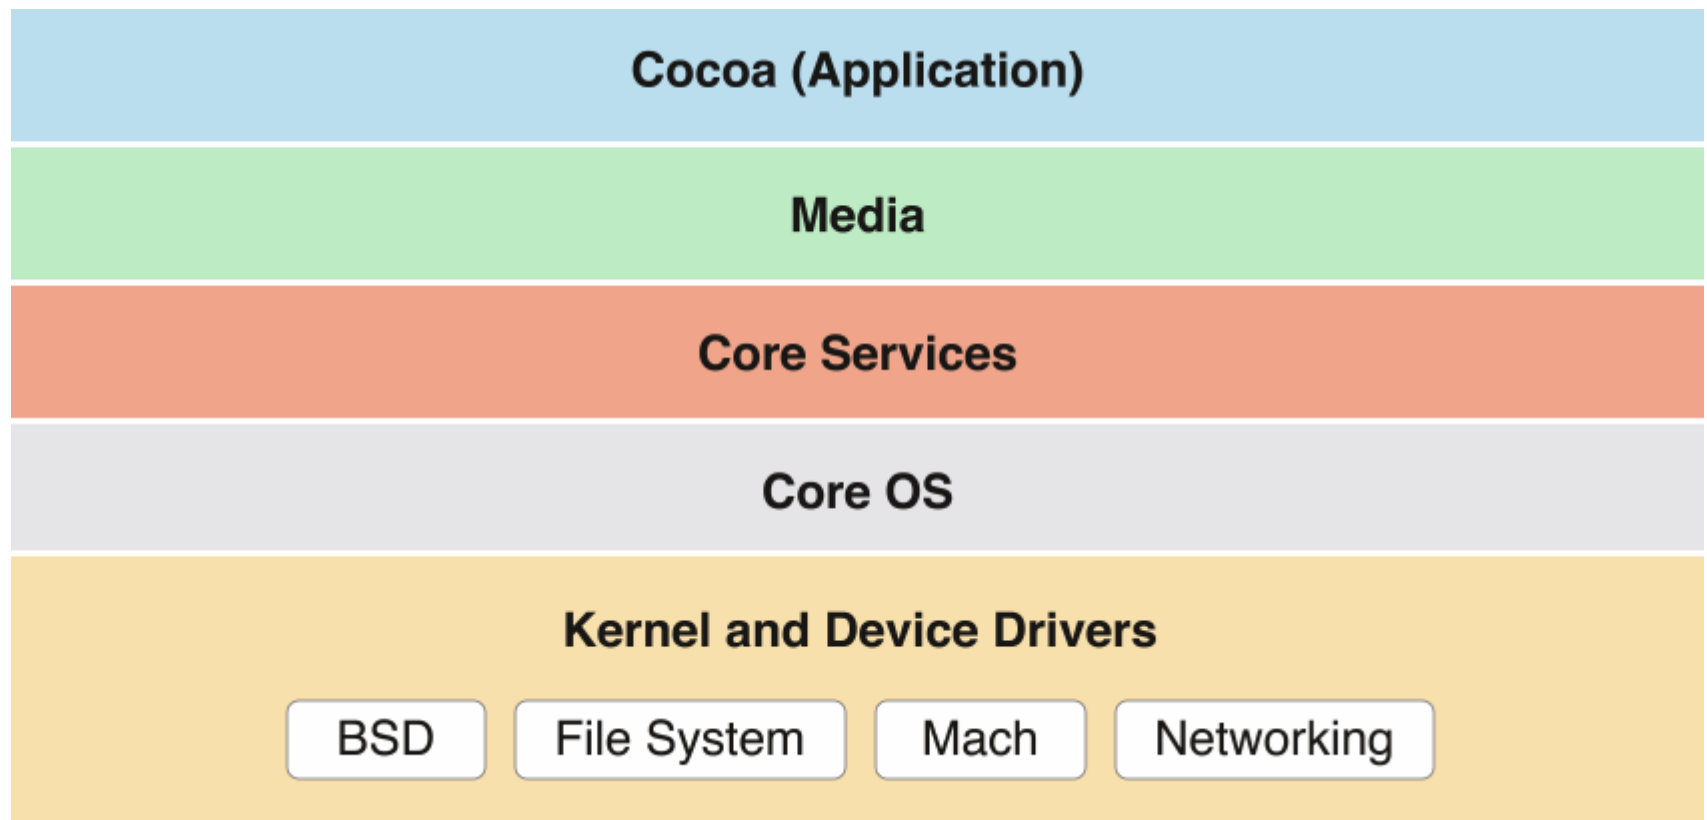 Cocoa (Application)
Media
Core Services
Core OS
Kernel and Device Drivers
BSD File System Mach Networking